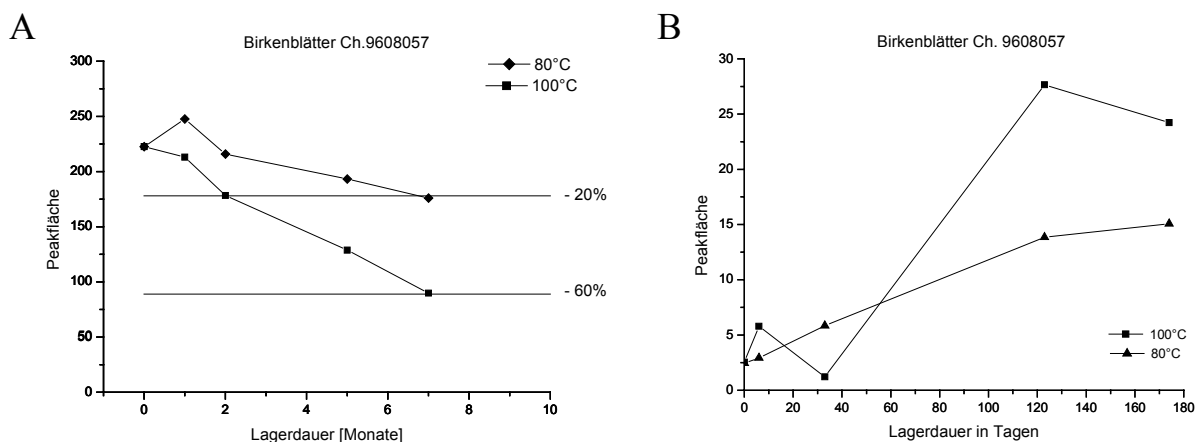 A
Birkenblätter Ch.9608057
80°C
100°C
300
250
200
150
100
50
0
Peakfläche
- 20%
- 60%
0 2 4 6 8 10
Lagerdauer [Monate]
B
Birkenblätter Ch. 9608057
30
25
20
15
10
5
0
Peakfläche
100°C
80°C
0 20 40 60 80 100 120 140 160 180
Lagerdauer in Tagen